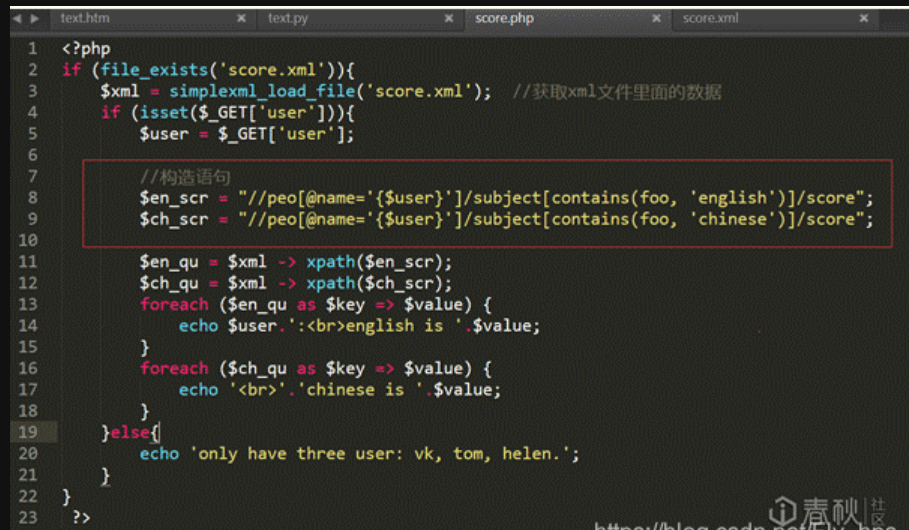 text.htm × text.py × score.php × score.xml ×
1 <?php
2 if (file_exists('score.xml')){
3 $xml = simplexml_load_file('score.xml'); //获取xml文件里面的数据
4 if (isset($_GET['user'])){
5 $user = $_GET['user'];
6
7 //构造语句
8 $en_scr = "//peo[@name='{$user}']/subject[contains(foo, 'english')]/score";
9 $ch_scr = "//peo[@name='{$user}']/subject[contains(foo, 'chinese')]/score";
10
11 $en_qu = $xml -> xpath($en_scr);
12 $ch_qu = $xml -> xpath($ch_scr);
13 foreach ($en_qu as $key => $value) {
14 echo $user.':<br>english is '.$value;
15 }
16 foreach ($ch_qu as $key => $value) {
17 echo '<br>'.'chinese is '.$value;
18 }
19 }else{
20 echo 'only have three user: vk, tom, helen.';
21 }
22 }
23 ?>
春秋 社区